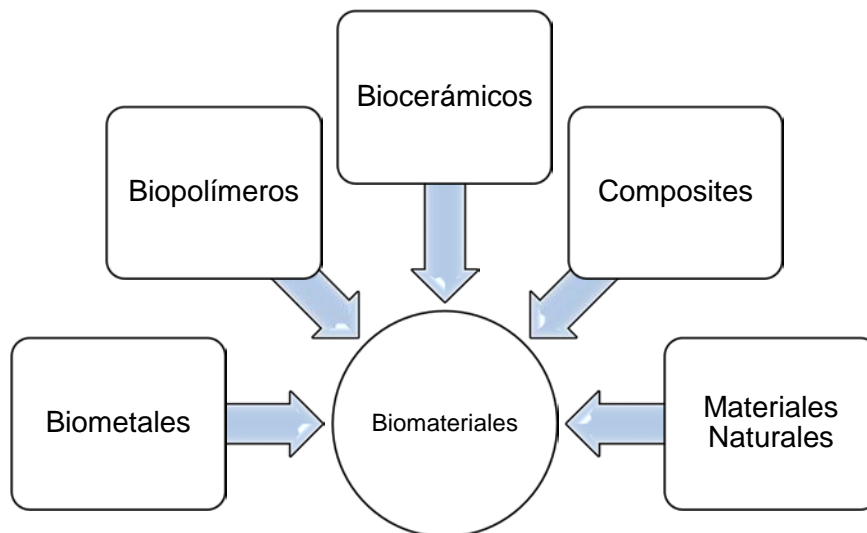 Biocerámicos
Biopolímeros
Composites
Biometales
Biomateriales
Materiales
Naturales